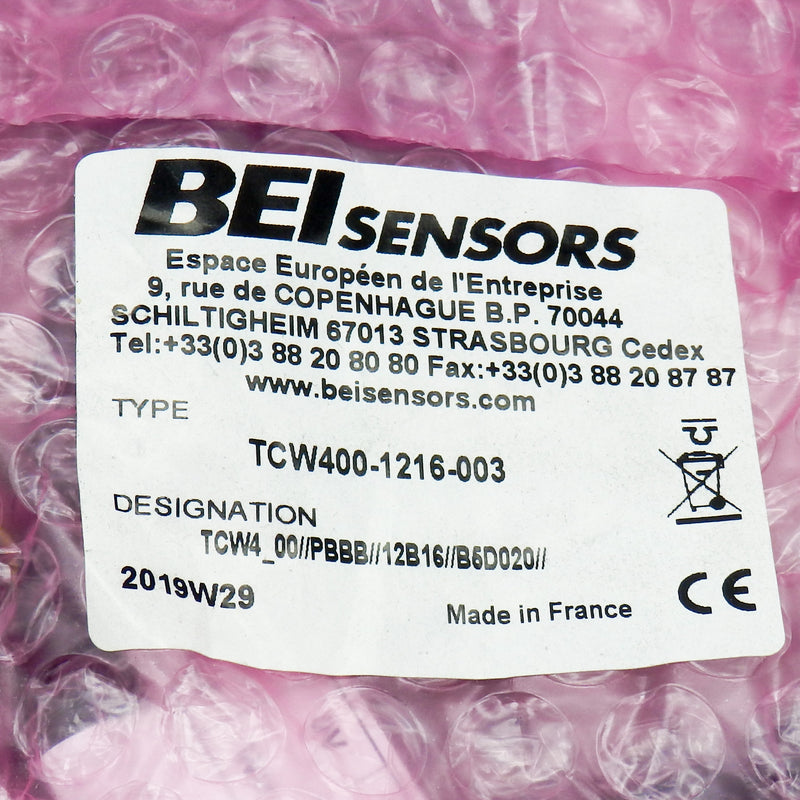 BEI SENSORS
Espace Européen de l'Entreprise
9, rue de COPENHAGUE B.P. 70044
SCHILTIGHEIM 67013 STRASBOURG Cedex
Tel:+33(0)3 88 20 80 80 Fax:+33(0)3 88 20 87 87
www.beisensors.com
TYPE
TCW400-1216-003
DESIGNATION
TCW4_00//PBBB//12B16//B6D020//
2019W29
Made in France
CE